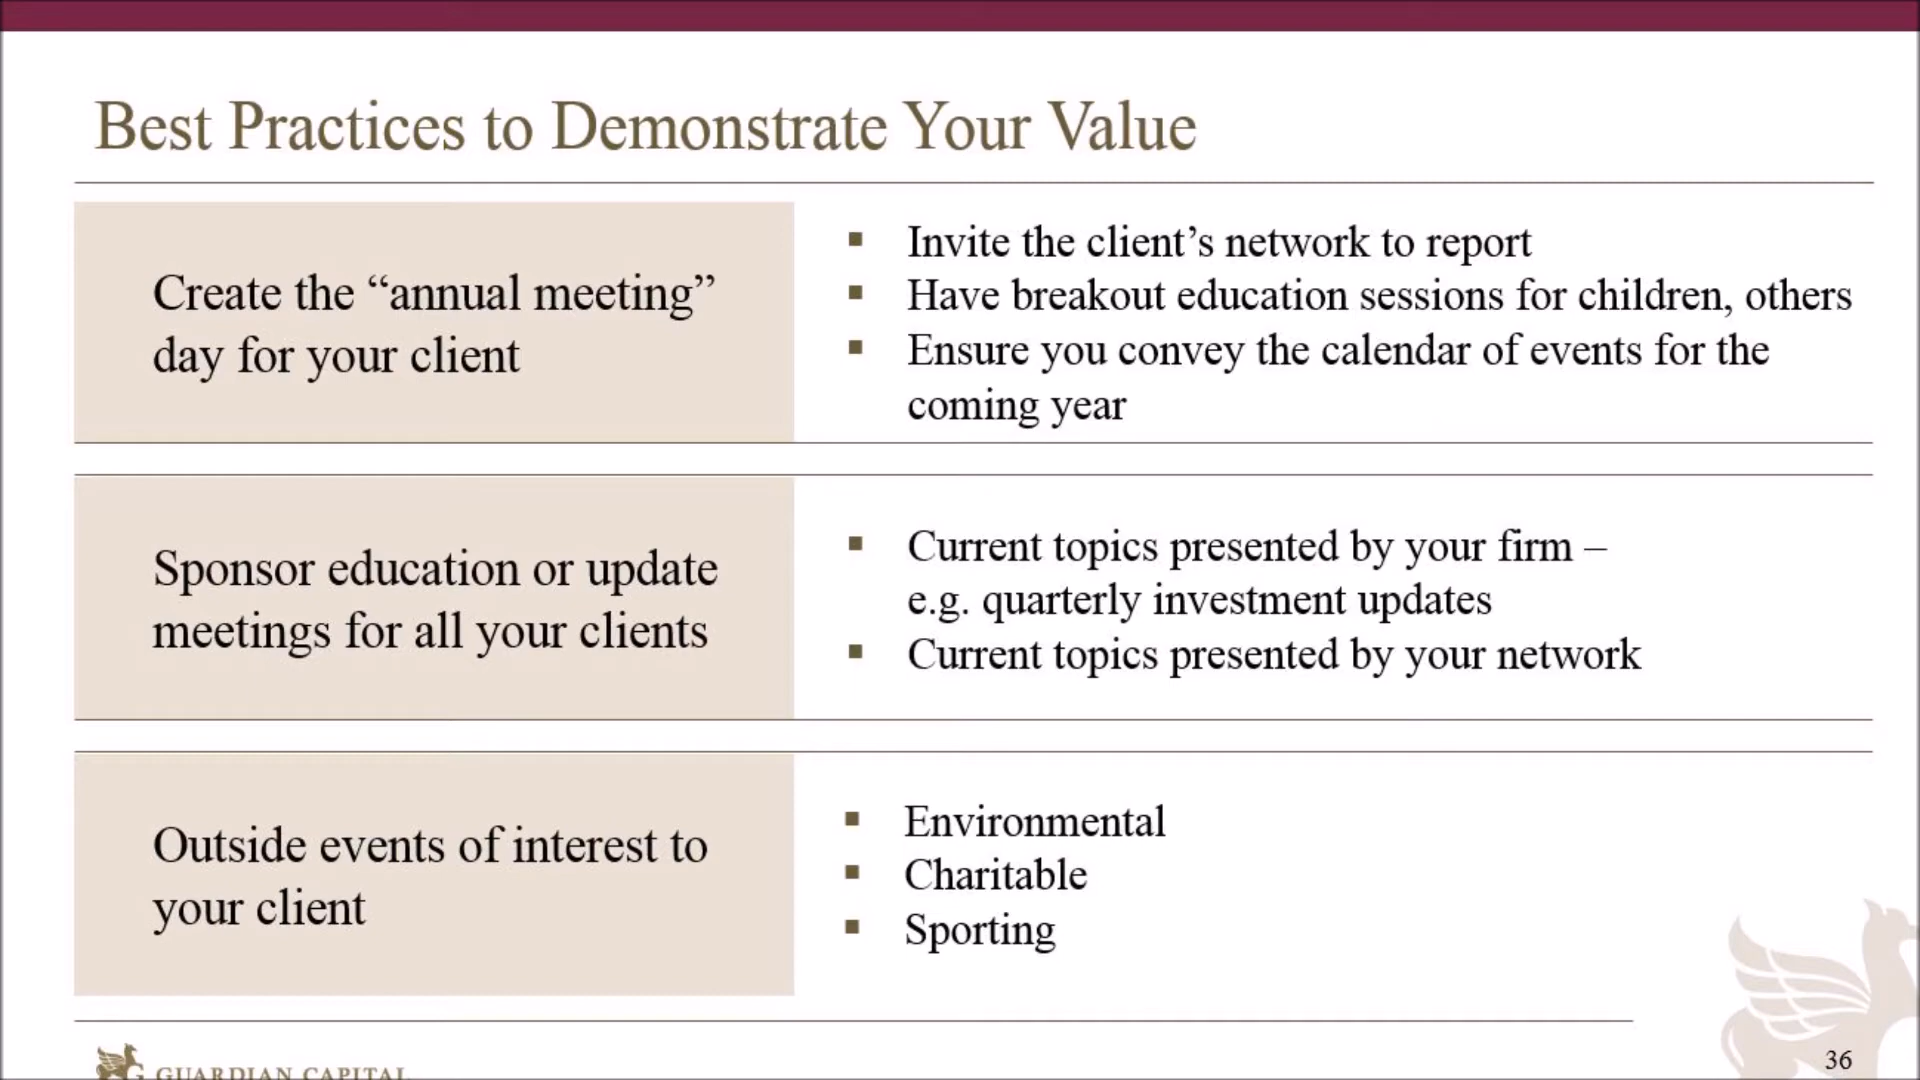 Best Practices to Demonstrate Your Value
Create the “annual meeting”
day for your client
▪ Invite the client’s network to report
▪ Have breakout education sessions for children, others
▪ Ensure you convey the calendar of events for the
coming year
Sponsor education or update
meetings for all your clients
▪ Current topics presented by your firm –
e.g. quarterly investment updates
▪ Current topics presented by your network
Outside events of interest to
your client
▪ Environmental
▪ Charitable
▪ Sporting
GUARDIAN CAPITAL
36